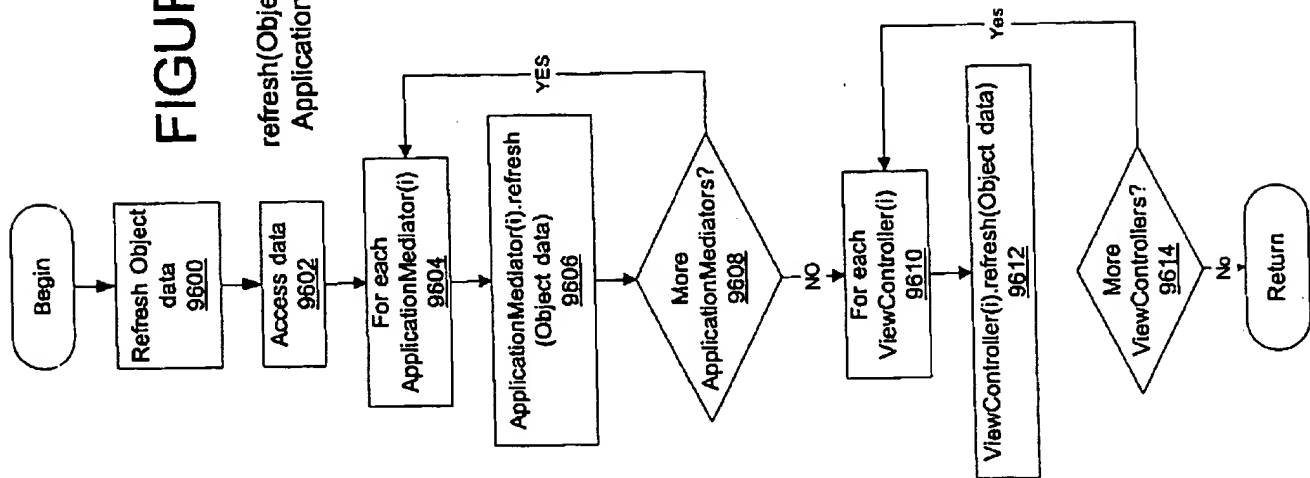 FIGUR
refresh(Obje
Application
Begin
Refresh Object
data
9600
Access data
9602
For each
ApplicationMediator(i)
9604
ApplicationMediator(i).refresh
(Object data)
9606
More
ApplicationMediators?
9608
YES
NO
For each
ViewController(i)
9610
ViewController(i).refresh(Object data)
9612
More
ViewControllers?
9614
Yes
No
Return